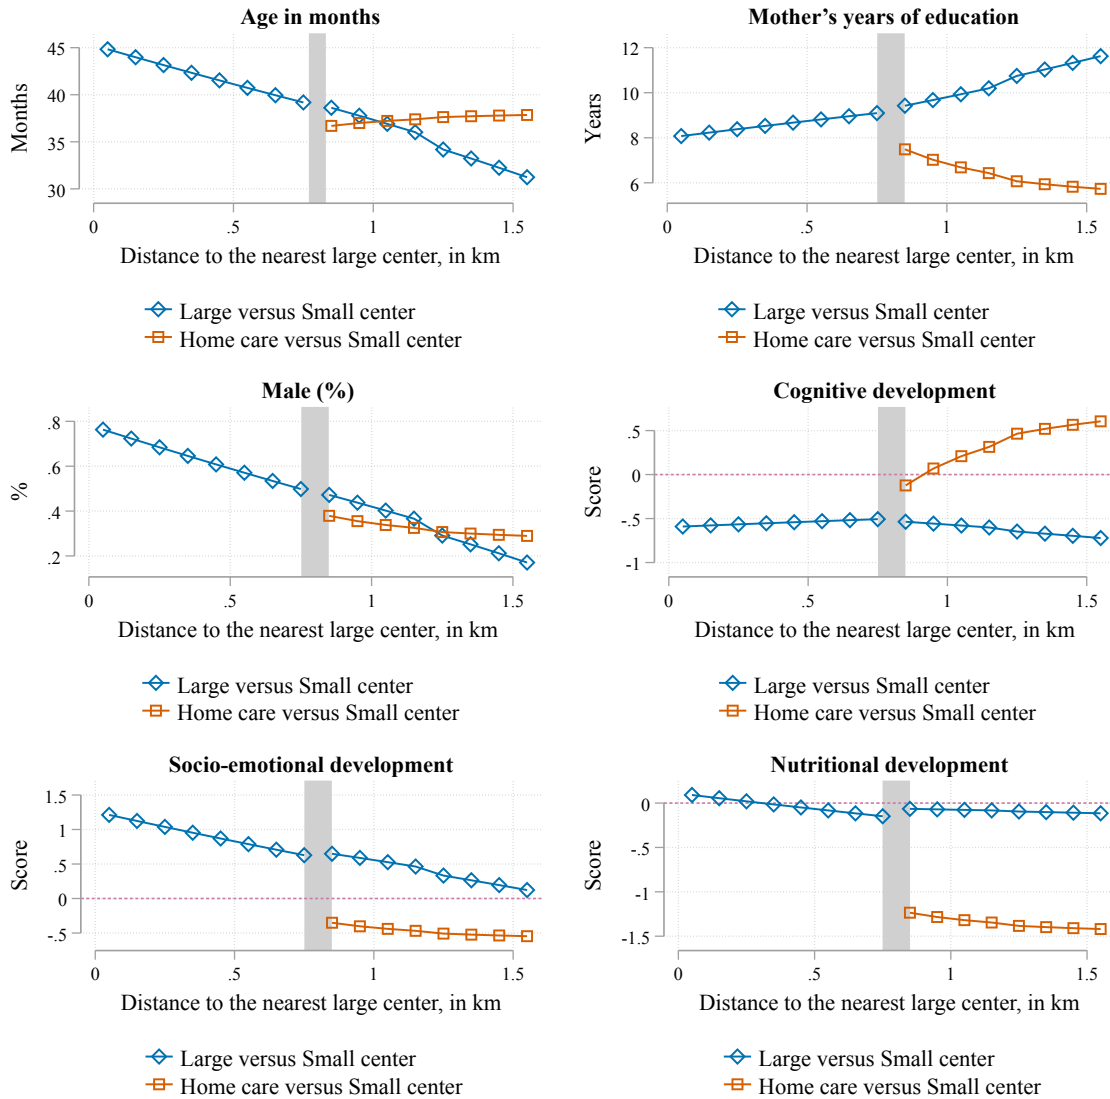 Age in months
Months
45
40
35
30
0 .5 1 1.5
Distance to the nearest large center, in km
Large versus Small center
Home care versus Small center
Mother’s years of education
Years
12
10
8
6
0 .5 1 1.5
Distance to the nearest large center, in km
Large versus Small center
Home care versus Small center
Male (%)
%
.8
.6
.4
.2
0 .5 1 1.5
Distance to the nearest large center, in km
Large versus Small center
Home care versus Small center
Cognitive development
Score
.5
0
-.5
-1
0 .5 1 1.5
Distance to the nearest large center, in km
Large versus Small center
Home care versus Small center
Socio-emotional development
Score
1.5
1
.5
0
-.5
0 .5 1 1.5
Distance to the nearest large center, in km
Large versus Small center
Home care versus Small center
Nutritional development
Score
0
-.5
-1
-1.5
0 .5 1 1.5
Distance to the nearest large center, in km
Large versus Small center
Home care versus Small center